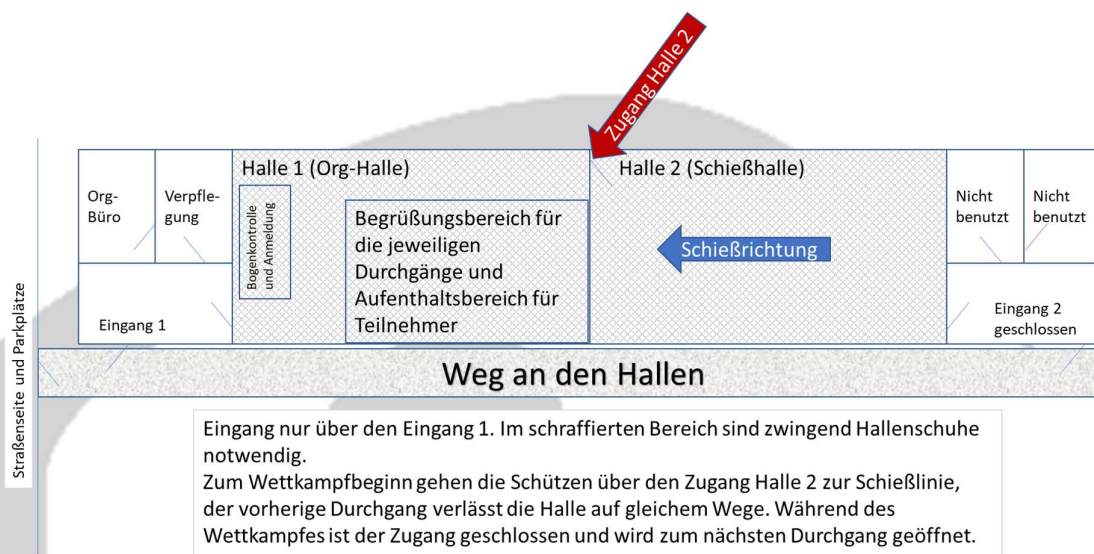 Zugang Halle 2
Halle 1 (Org-Halle)
Halle 2 (Schießhalle)
Org-
Büro
Verpfle-
gung
Bogenkontrolle
und Anmeldung
Begrüßungsbereich für
die jeweiligen
Durchgänge und
Aufenthaltsbereich für
Teilnehmer
Schießrichtung
Nicht
benutzt
Nicht
benutzt
Eingang 1
Eingang 2
geschlossen
Straßenseite und Parkplätze
Weg an den Hallen
Eingang nur über den Eingang 1. Im schraffierten Bereich sind zwingend Hallenschuhe
notwendig.
Zum Wettkampfbeginn gehen die Schützen über den Zugang Halle 2 zur Schießlinie,
der vorherige Durchgang verlässt die Halle auf gleichem Wege. Während des
Wettkampfes ist der Zugang geschlossen und wird zum nächsten Durchgang geöffnet.